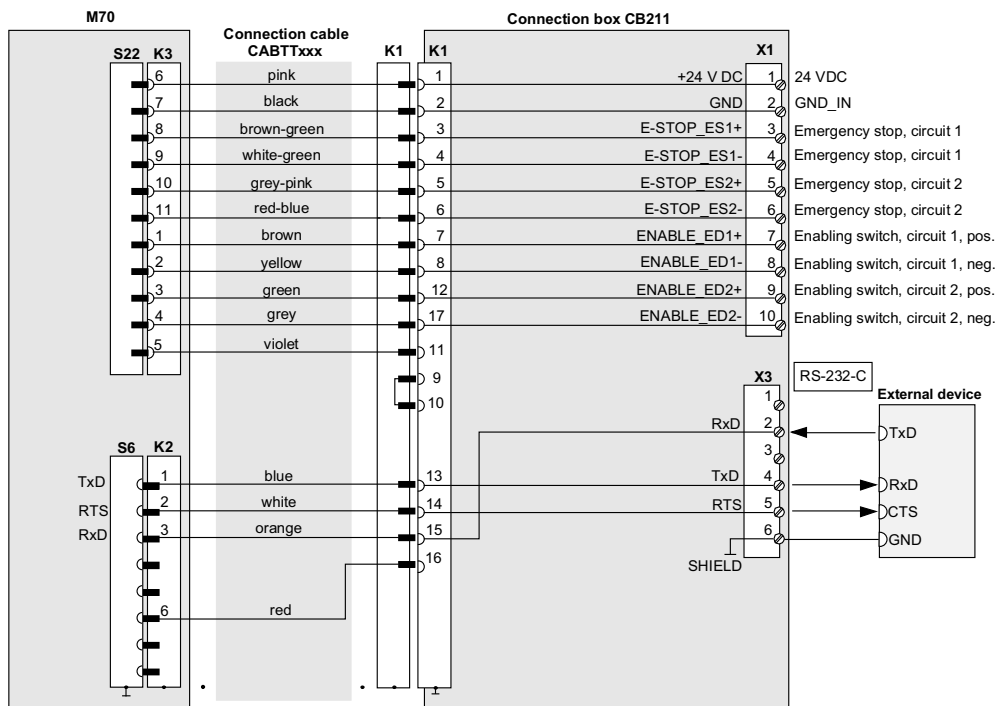 M70
Connection box CB211
Connection cable
CABTTxxx
S22 K3
K1
K1
X1
6 pink 1 +24 V DC 1 24 VDC
7 black 2 GND 2 GND_IN
8 brown-green 3 E-STOP_ES1+ 3 Emergency stop, circuit 1
9 white-green 4 E-STOP_ES1- 4 Emergency stop, circuit 1
10 grey-pink 5 E-STOP_ES2+ 5 Emergency stop, circuit 2
11 red-blue 6 E-STOP_ES2- 6 Emergency stop, circuit 2
1 brown 7 ENABLE_ED1+ 7 Enabling switch, circuit 1, pos.
2 yellow 8 ENABLE_ED1- 8 Enabling switch, circuit 1, neg.
3 green 12 ENABLE_ED2+ 9 Enabling switch, circuit 2, pos.
4 grey 17 ENABLE_ED2- 10 Enabling switch, circuit 2, neg.
5 violet 11
9
10
X3
RS-232-C
External device
1
RxD 2 TxD
3
S6 K2
TxD 1 blue 13 TxD 4 RxD
RTS 2 white 14 RTS 5 CTS
RxD 3 orange 15 6 GND
16
SHIELD
6 red